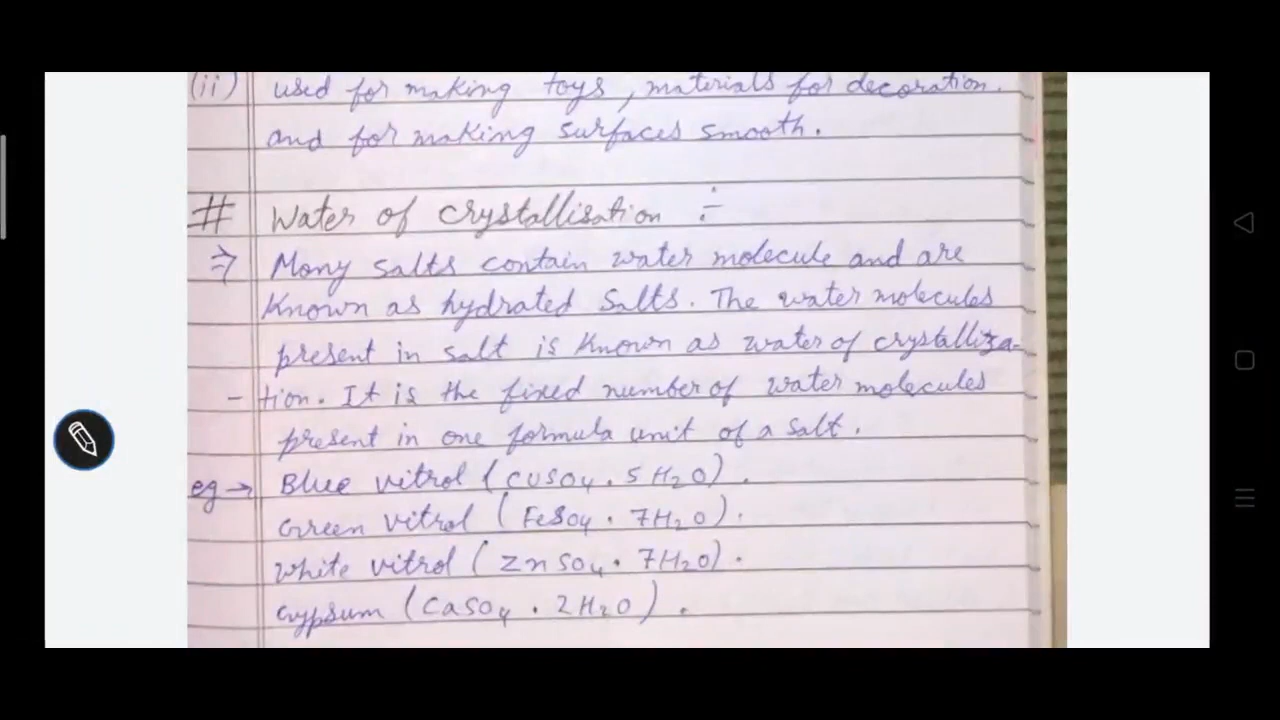 (ii) used for making toys, materials for decoration.
and for making surfaces smooth.
# Water of crystallisation :-
⇒ Many salts contain water molecule and are
known as hydrated salts. The water molecules
present in salt is known as water of crystalliza-
-tion. It is the fixed number of water molecules
present in one formula unit of a salt.
eg → Blue vitrol (CuSO₄ . 5H₂O).
Green vitrol (FeSO₄ . 7H₂O).
White vitrol (ZnSO₄ . 7H₂O).
Gypsum (CaSO₄ . 2H₂O).